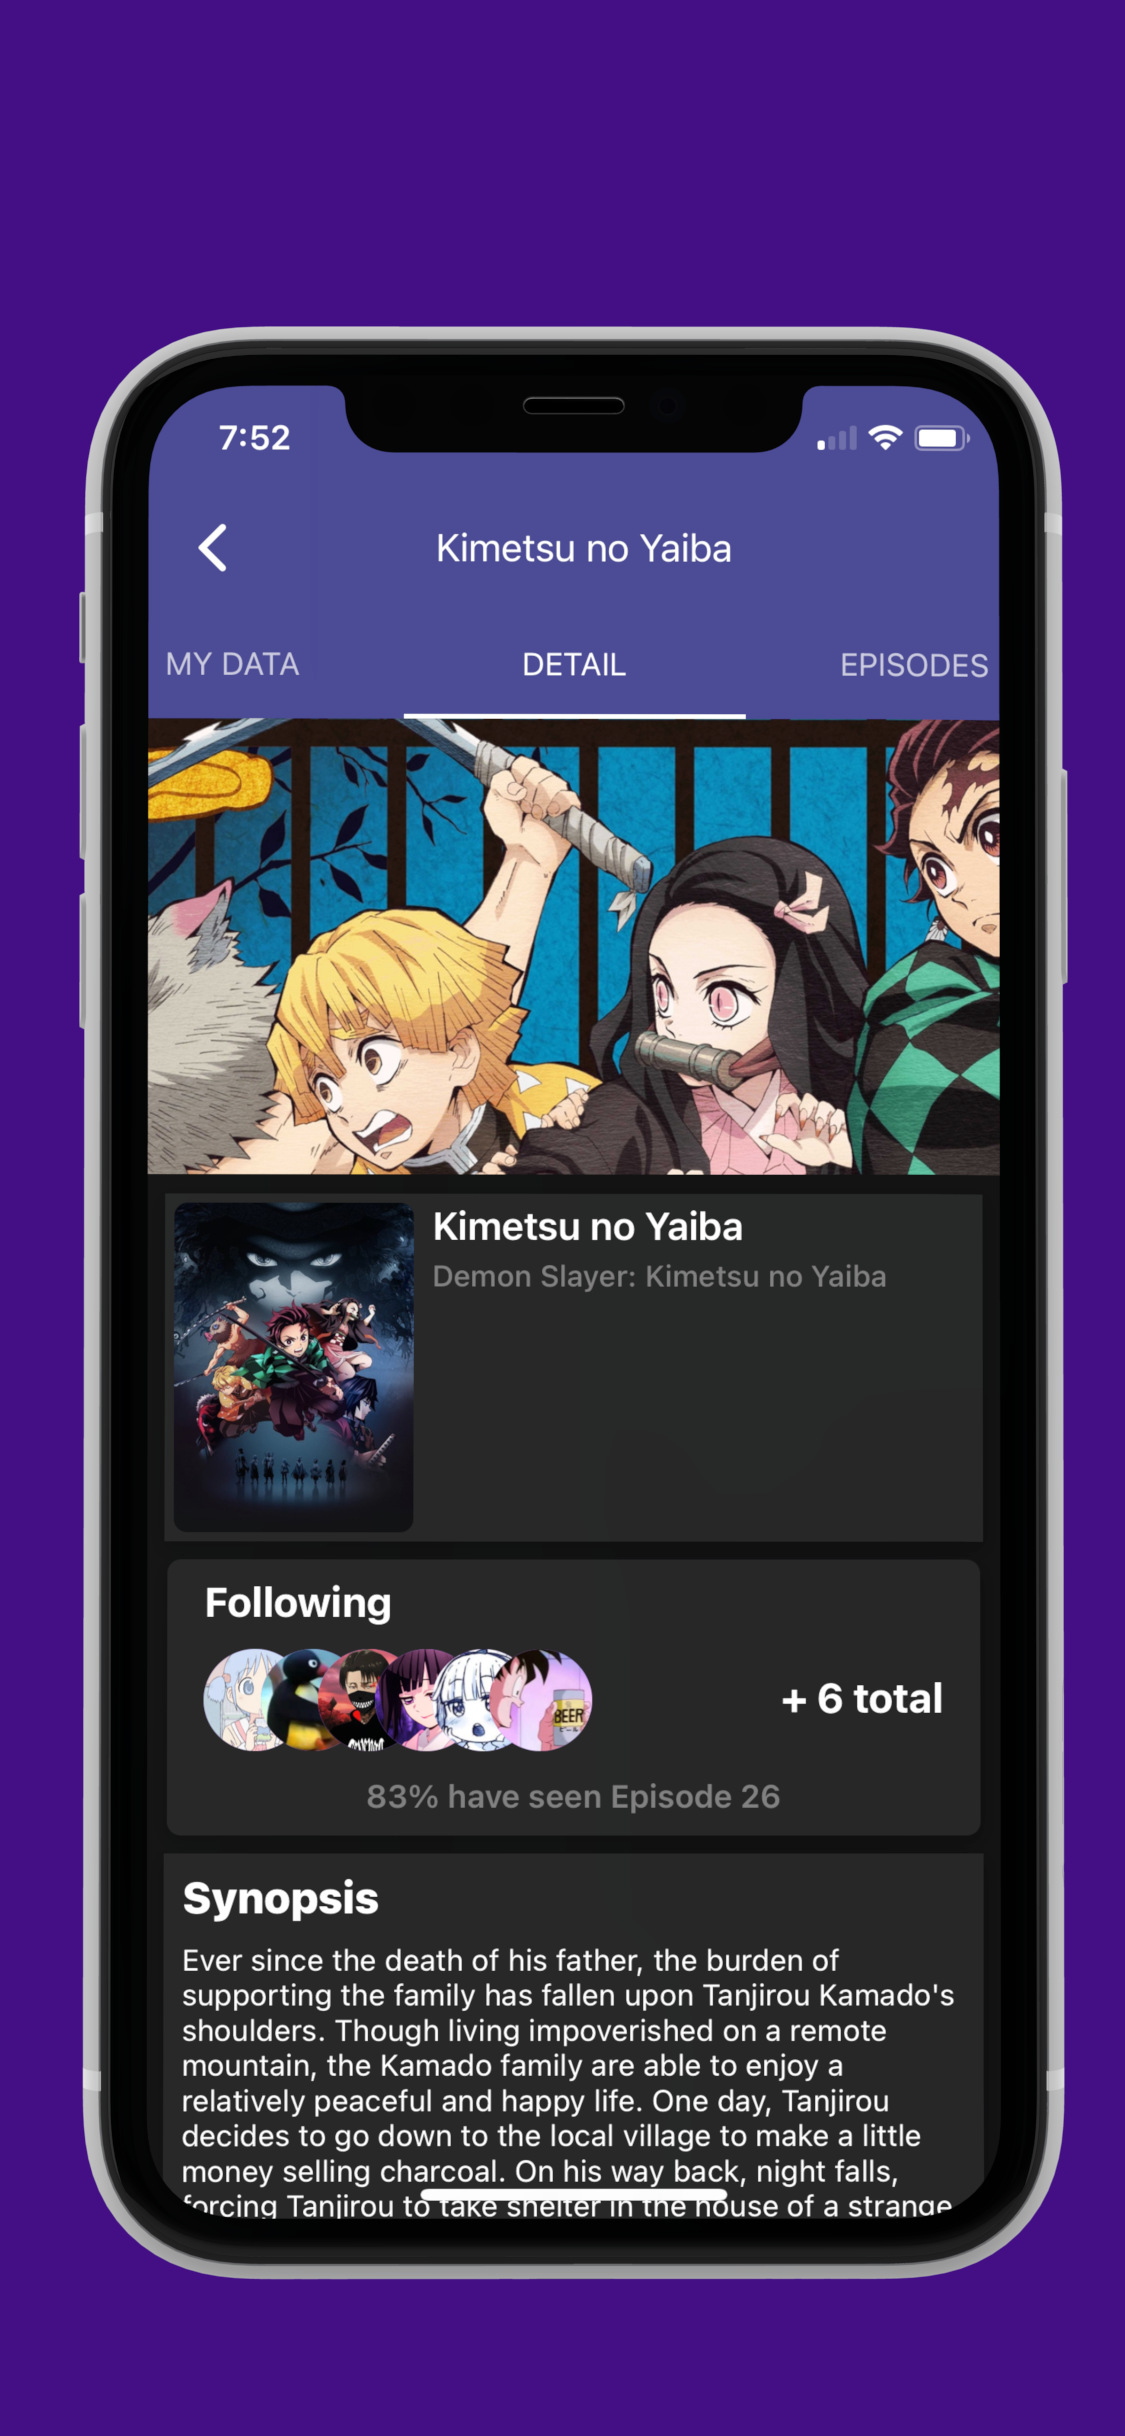 7:52
Kimetsu no Yaiba
MY DATA
DETAIL
EPISODES
Kimetsu no Yaiba
Demon Slayer: Kimetsu no Yaiba
Following
BEER
+ 6 total
83% have seen Episode 26
Synopsis
Ever since the death of his father, the burden of
supporting the family has fallen upon Tanjirou Kamado's
shoulders. Though living impoverished on a remote
mountain, the Kamado family are able to enjoy a
relatively peaceful and happy life. One day, Tanjirou
decides to go down to the local village to make a little
money selling charcoal. On his way back, night falls,
forcing Tanjirou to take shelter in the house of a strange